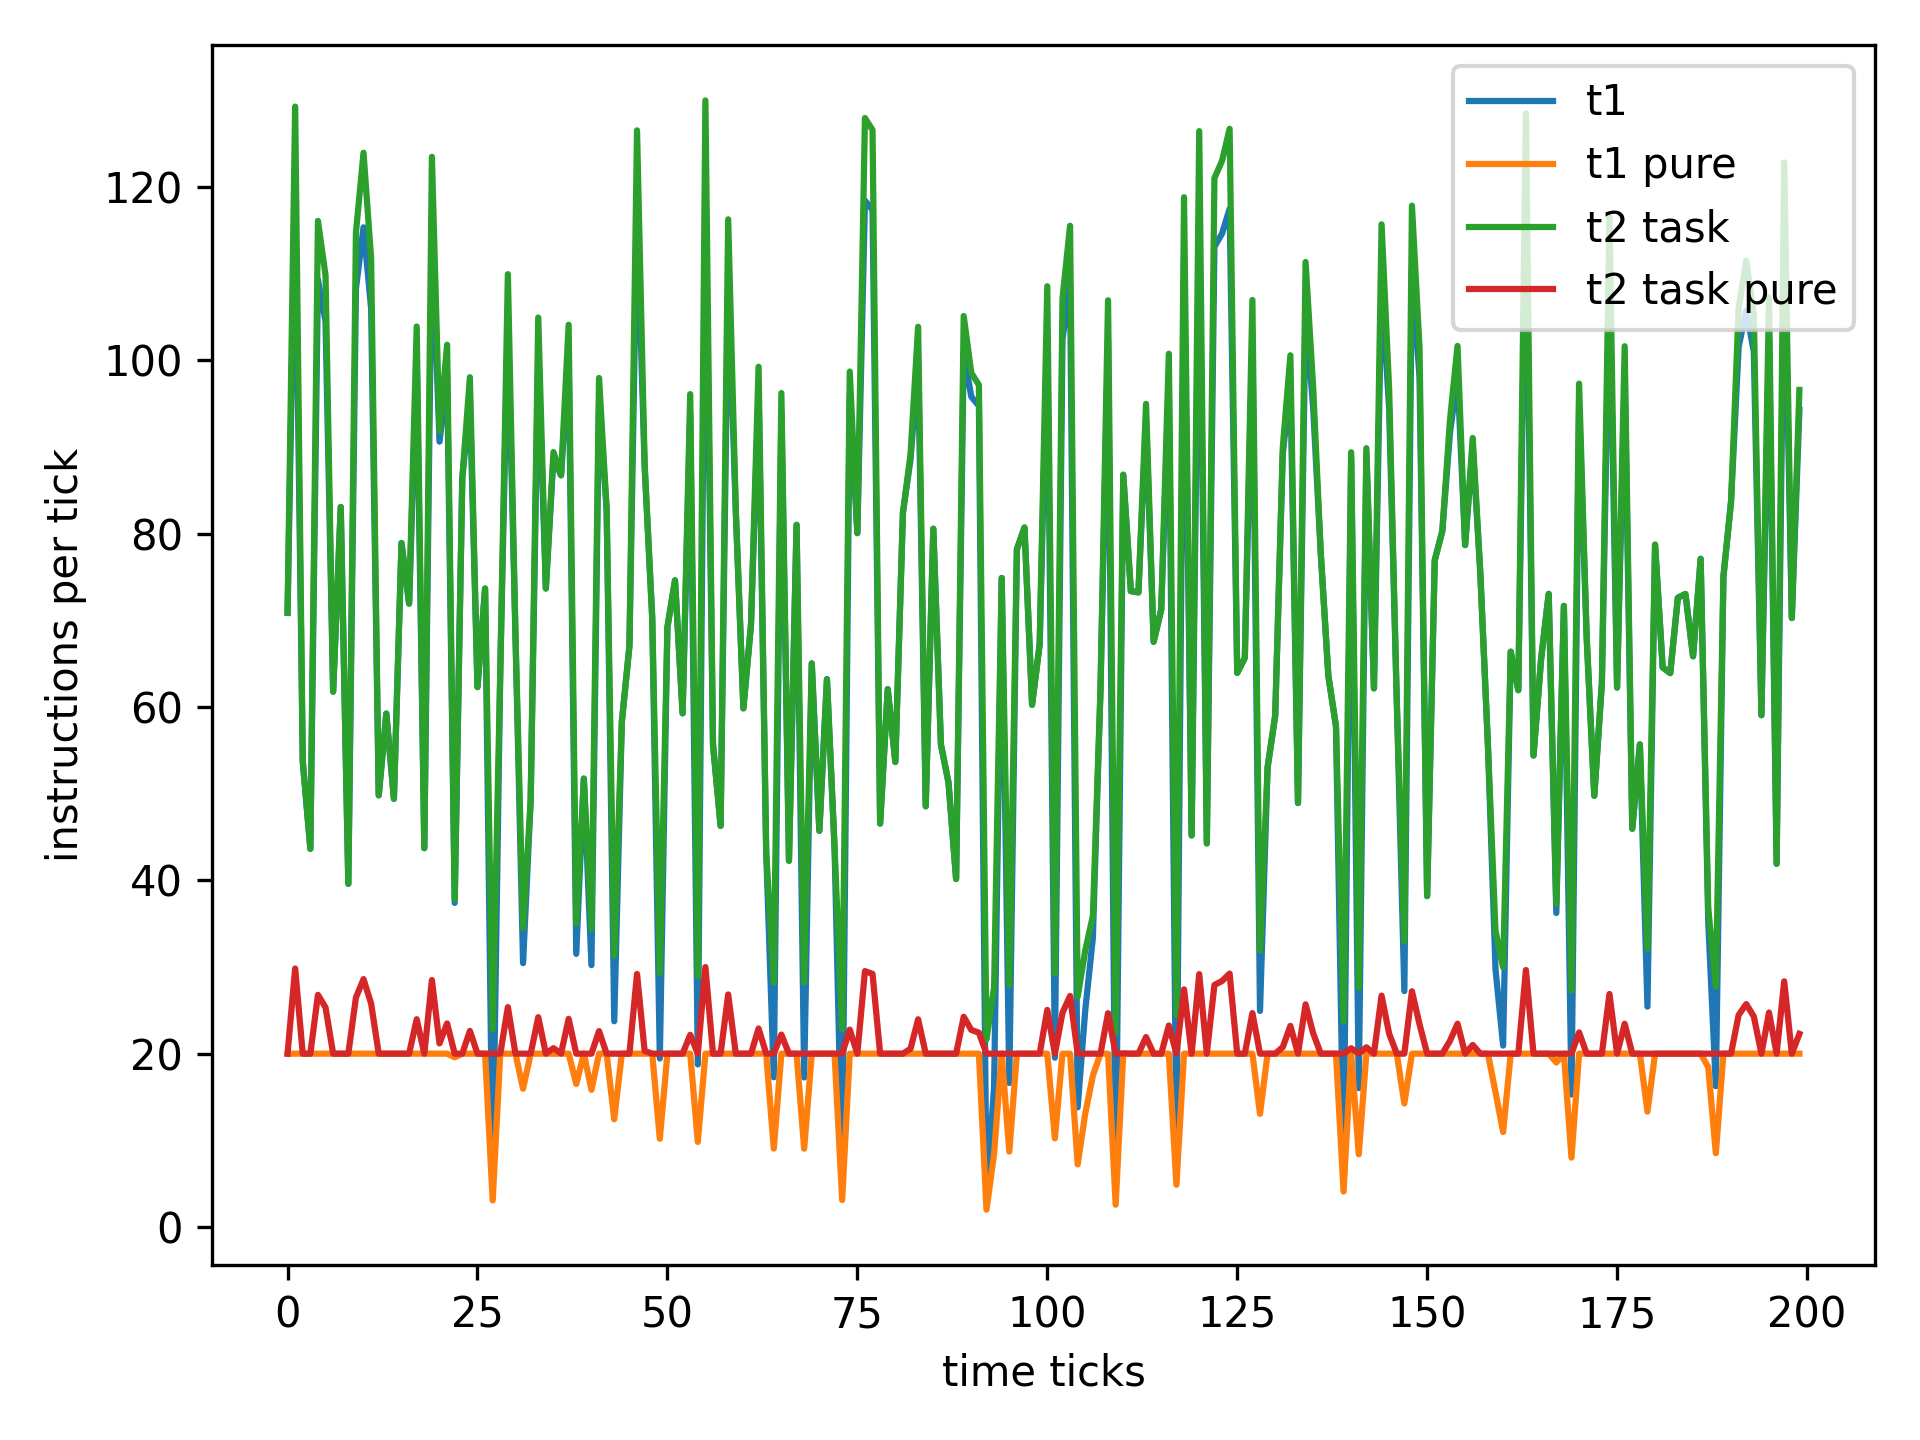 t1
t1 pure
t2 task
t2 task pure
instructions per tick
120
100
80
60
40
20
0
0 25 50 75 100 125 150 175 200
time ticks